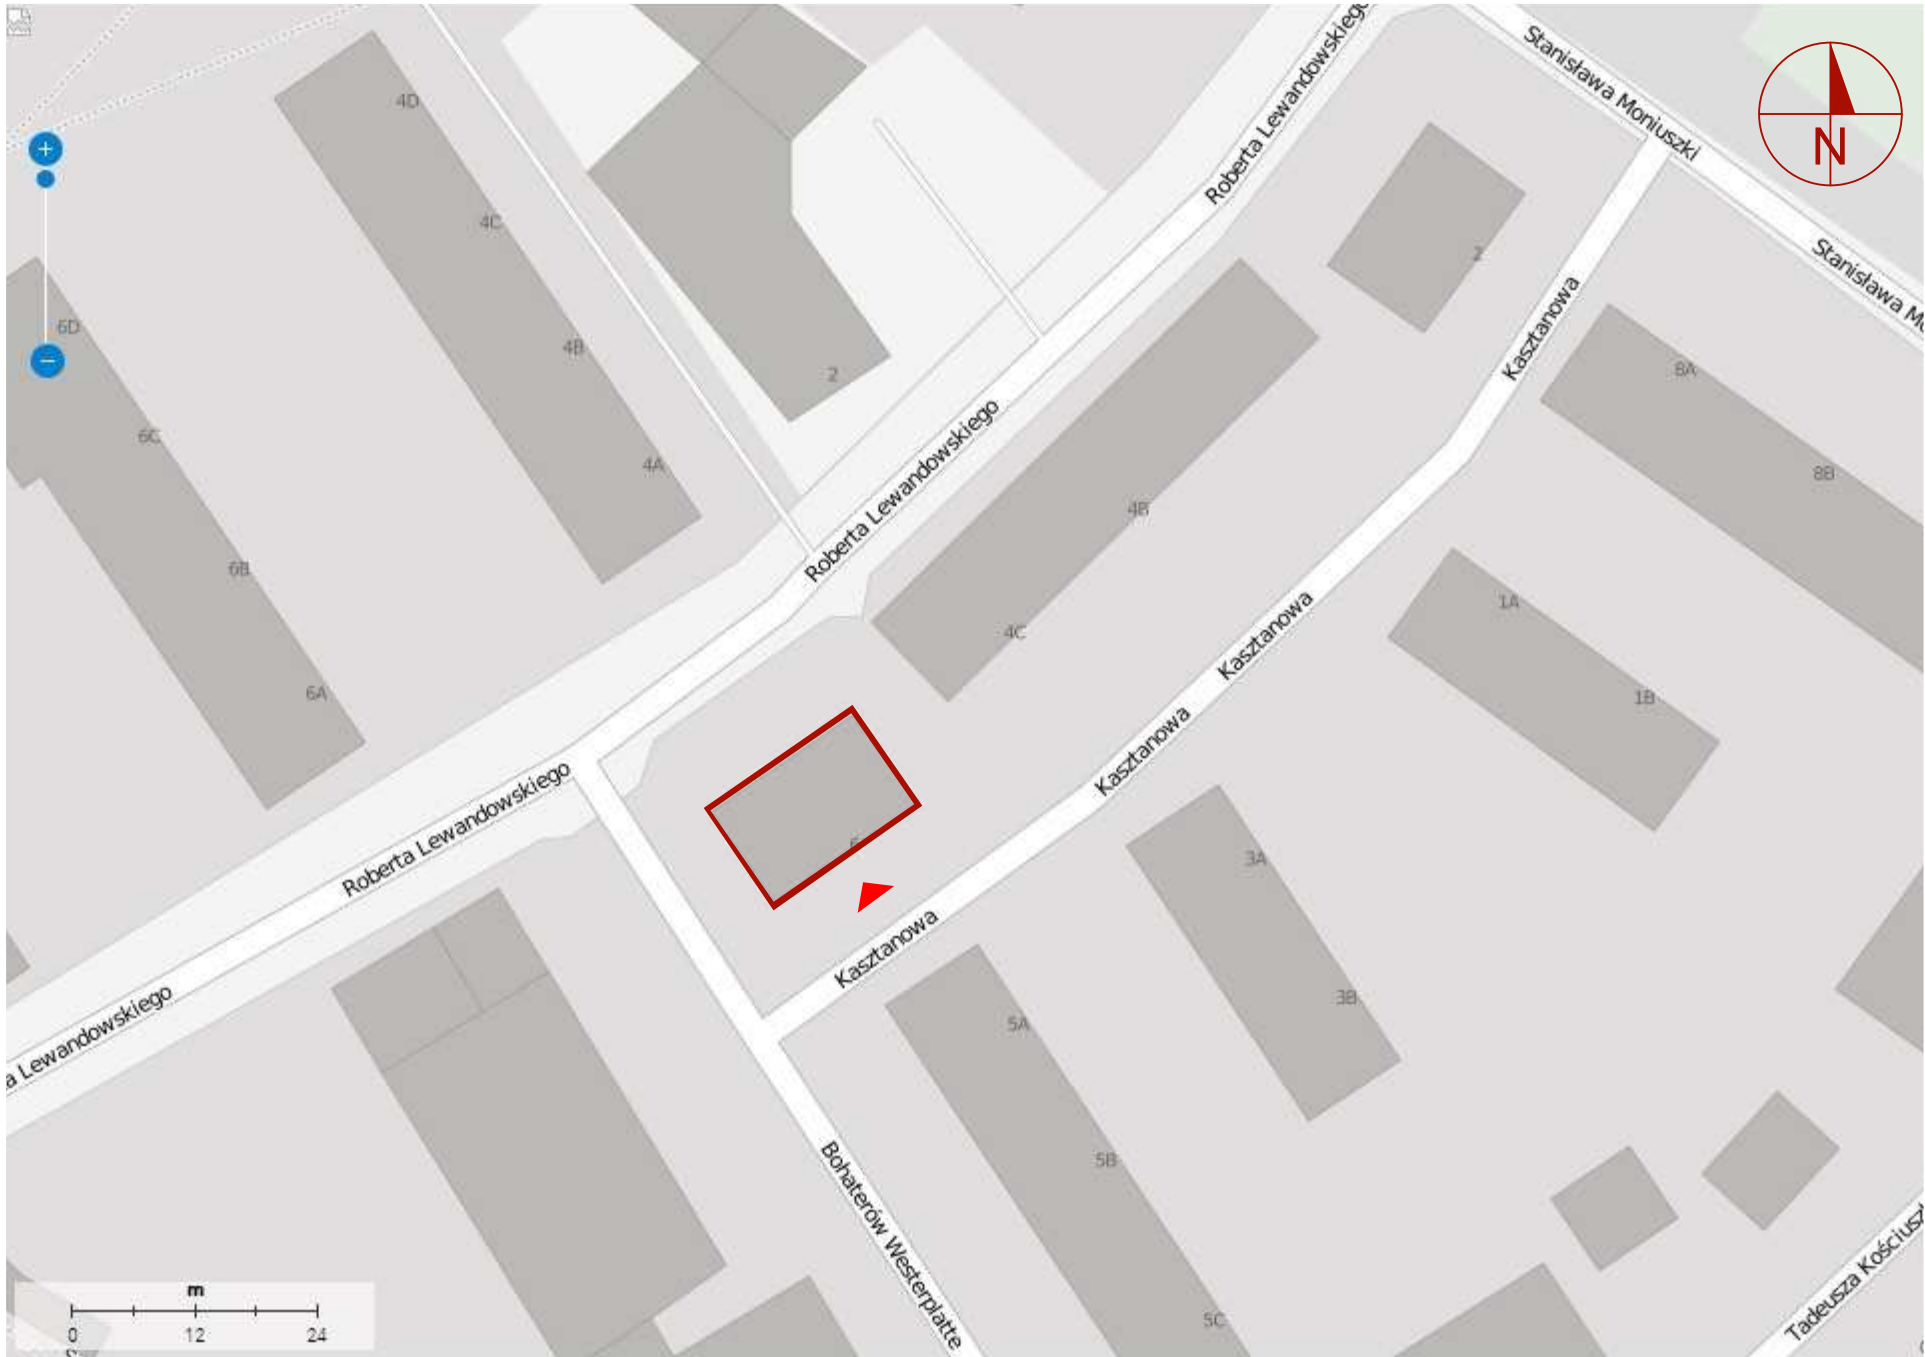 Stanisława Moniuszki
Roberta Lewandowskiego
N
4D
4C
2
Stanisława Mo
6D
Kasztanowa
4B
2
8A
6C
4A
Roberta Lewandowskiego
8B
4B
6B
1A
4C
Kasztanowa
6A
1B
Kasztanowa
Roberta Lewandowskiego
6
3A
Kasztanowa
3B
a Lewandowskiego
5A
5B
Bohaterów Westerplatte
Tadeusza Kościusz
m
0 12 24
5C